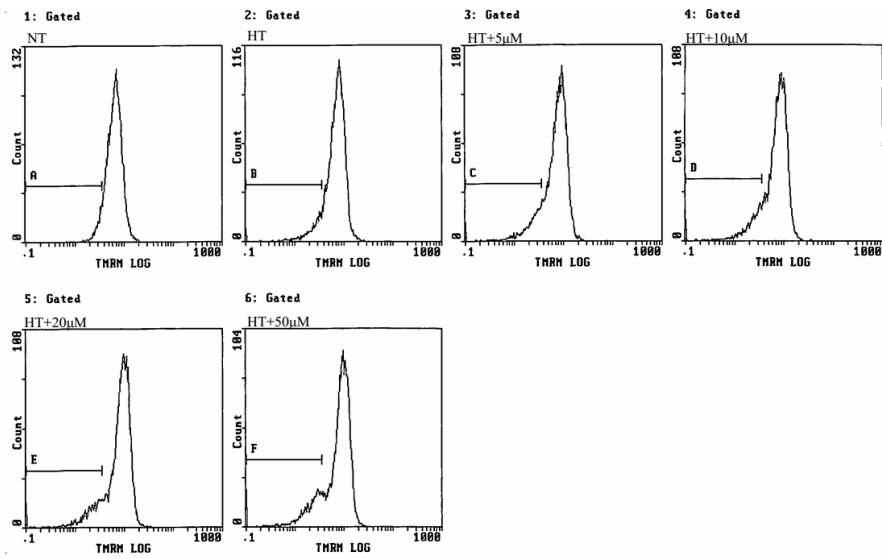 1: Gated
NT
132
Count
A
0
.1
1000
TMRM LOG
2: Gated
HT
116
Count
B
0
.1
1000
TMRM LOG
3: Gated
HT+5µM
108
Count
C
0
.1
1000
TMRM LOG
4: Gated
HT+10µM
108
Count
D
0
.1
1000
TMRM LOG
5: Gated
HT+20µM
108
Count
E
0
.1
1000
TMRM LOG
6: Gated
HT+50µM
104
Count
F
0
.1
1000
TMRM LOG